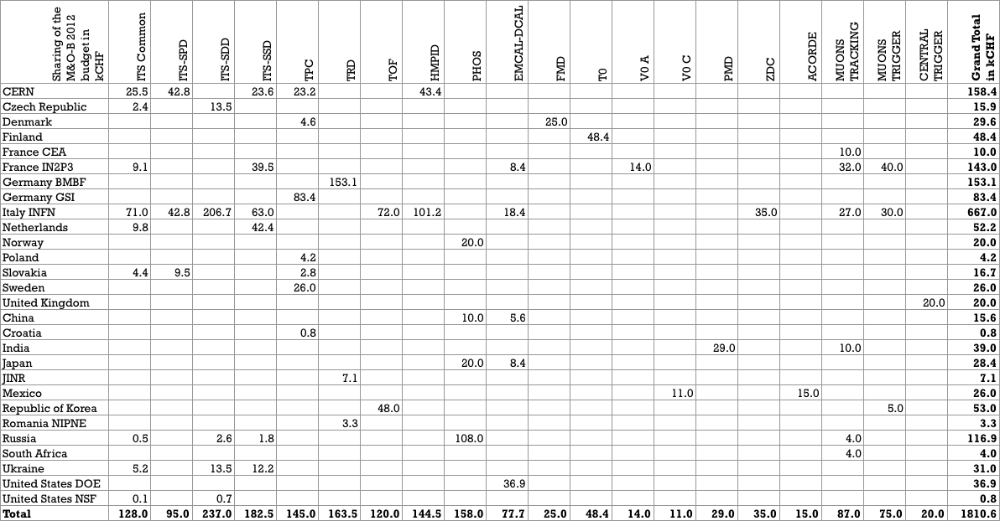 Sharing of the
M&O-B 2012
budget in
kCHF
ITS Common
ITS-SPD
ITS-SDD
ITS-SSD
TPC
TRD
TOF
HMPID
PHOS
EMCAL-DCAL
FMD
T0
V0 A
V0 C
PMD
ZDC
ACORDE
MUONS
TRACKING
MUONS
TRIGGER
CENTRAL
TRIGGER
Grand Total
in kCHF
CERN 25.5 42.8 23.6 23.2 43.4 158.4
Czech Republic 2.4 13.5 15.9
Denmark 4.6 25.0 29.6
Finland 48.4 48.4
France CEA 10.0 10.0
France IN2P3 9.1 39.5 8.4 14.0 32.0 40.0 143.0
Germany BMBF 153.1 153.1
Germany GSI 83.4 83.4
Italy INFN 71.0 42.8 206.7 63.0 72.0 101.2 18.4 35.0 27.0 30.0 667.0
Netherlands 9.8 42.4 52.2
Norway 20.0 20.0
Poland 4.2 4.2
Slovakia 4.4 9.5 2.8 16.7
Sweden 26.0 26.0
United Kingdom 20.0 20.0
China 10.0 5.6 15.6
Croatia 0.8 0.8
India 29.0 10.0 39.0
Japan 20.0 8.4 28.4
JINR 7.1 7.1
Mexico 11.0 15.0 26.0
Republic of Korea 48.0 5.0 53.0
Romania NIPNE 3.3 3.3
Russia 0.5 2.6 1.8 108.0 4.0 116.9
South Africa 4.0 4.0
Ukraine 5.2 13.5 12.2 31.0
United States DOE 36.9 36.9
United States NSF 0.1 0.7 0.8
Total 128.0 95.0 237.0 182.5 145.0 163.5 120.0 144.5 158.0 77.7 25.0 48.4 14.0 11.0 29.0 35.0 15.0 87.0 75.0 20.0 1810.6